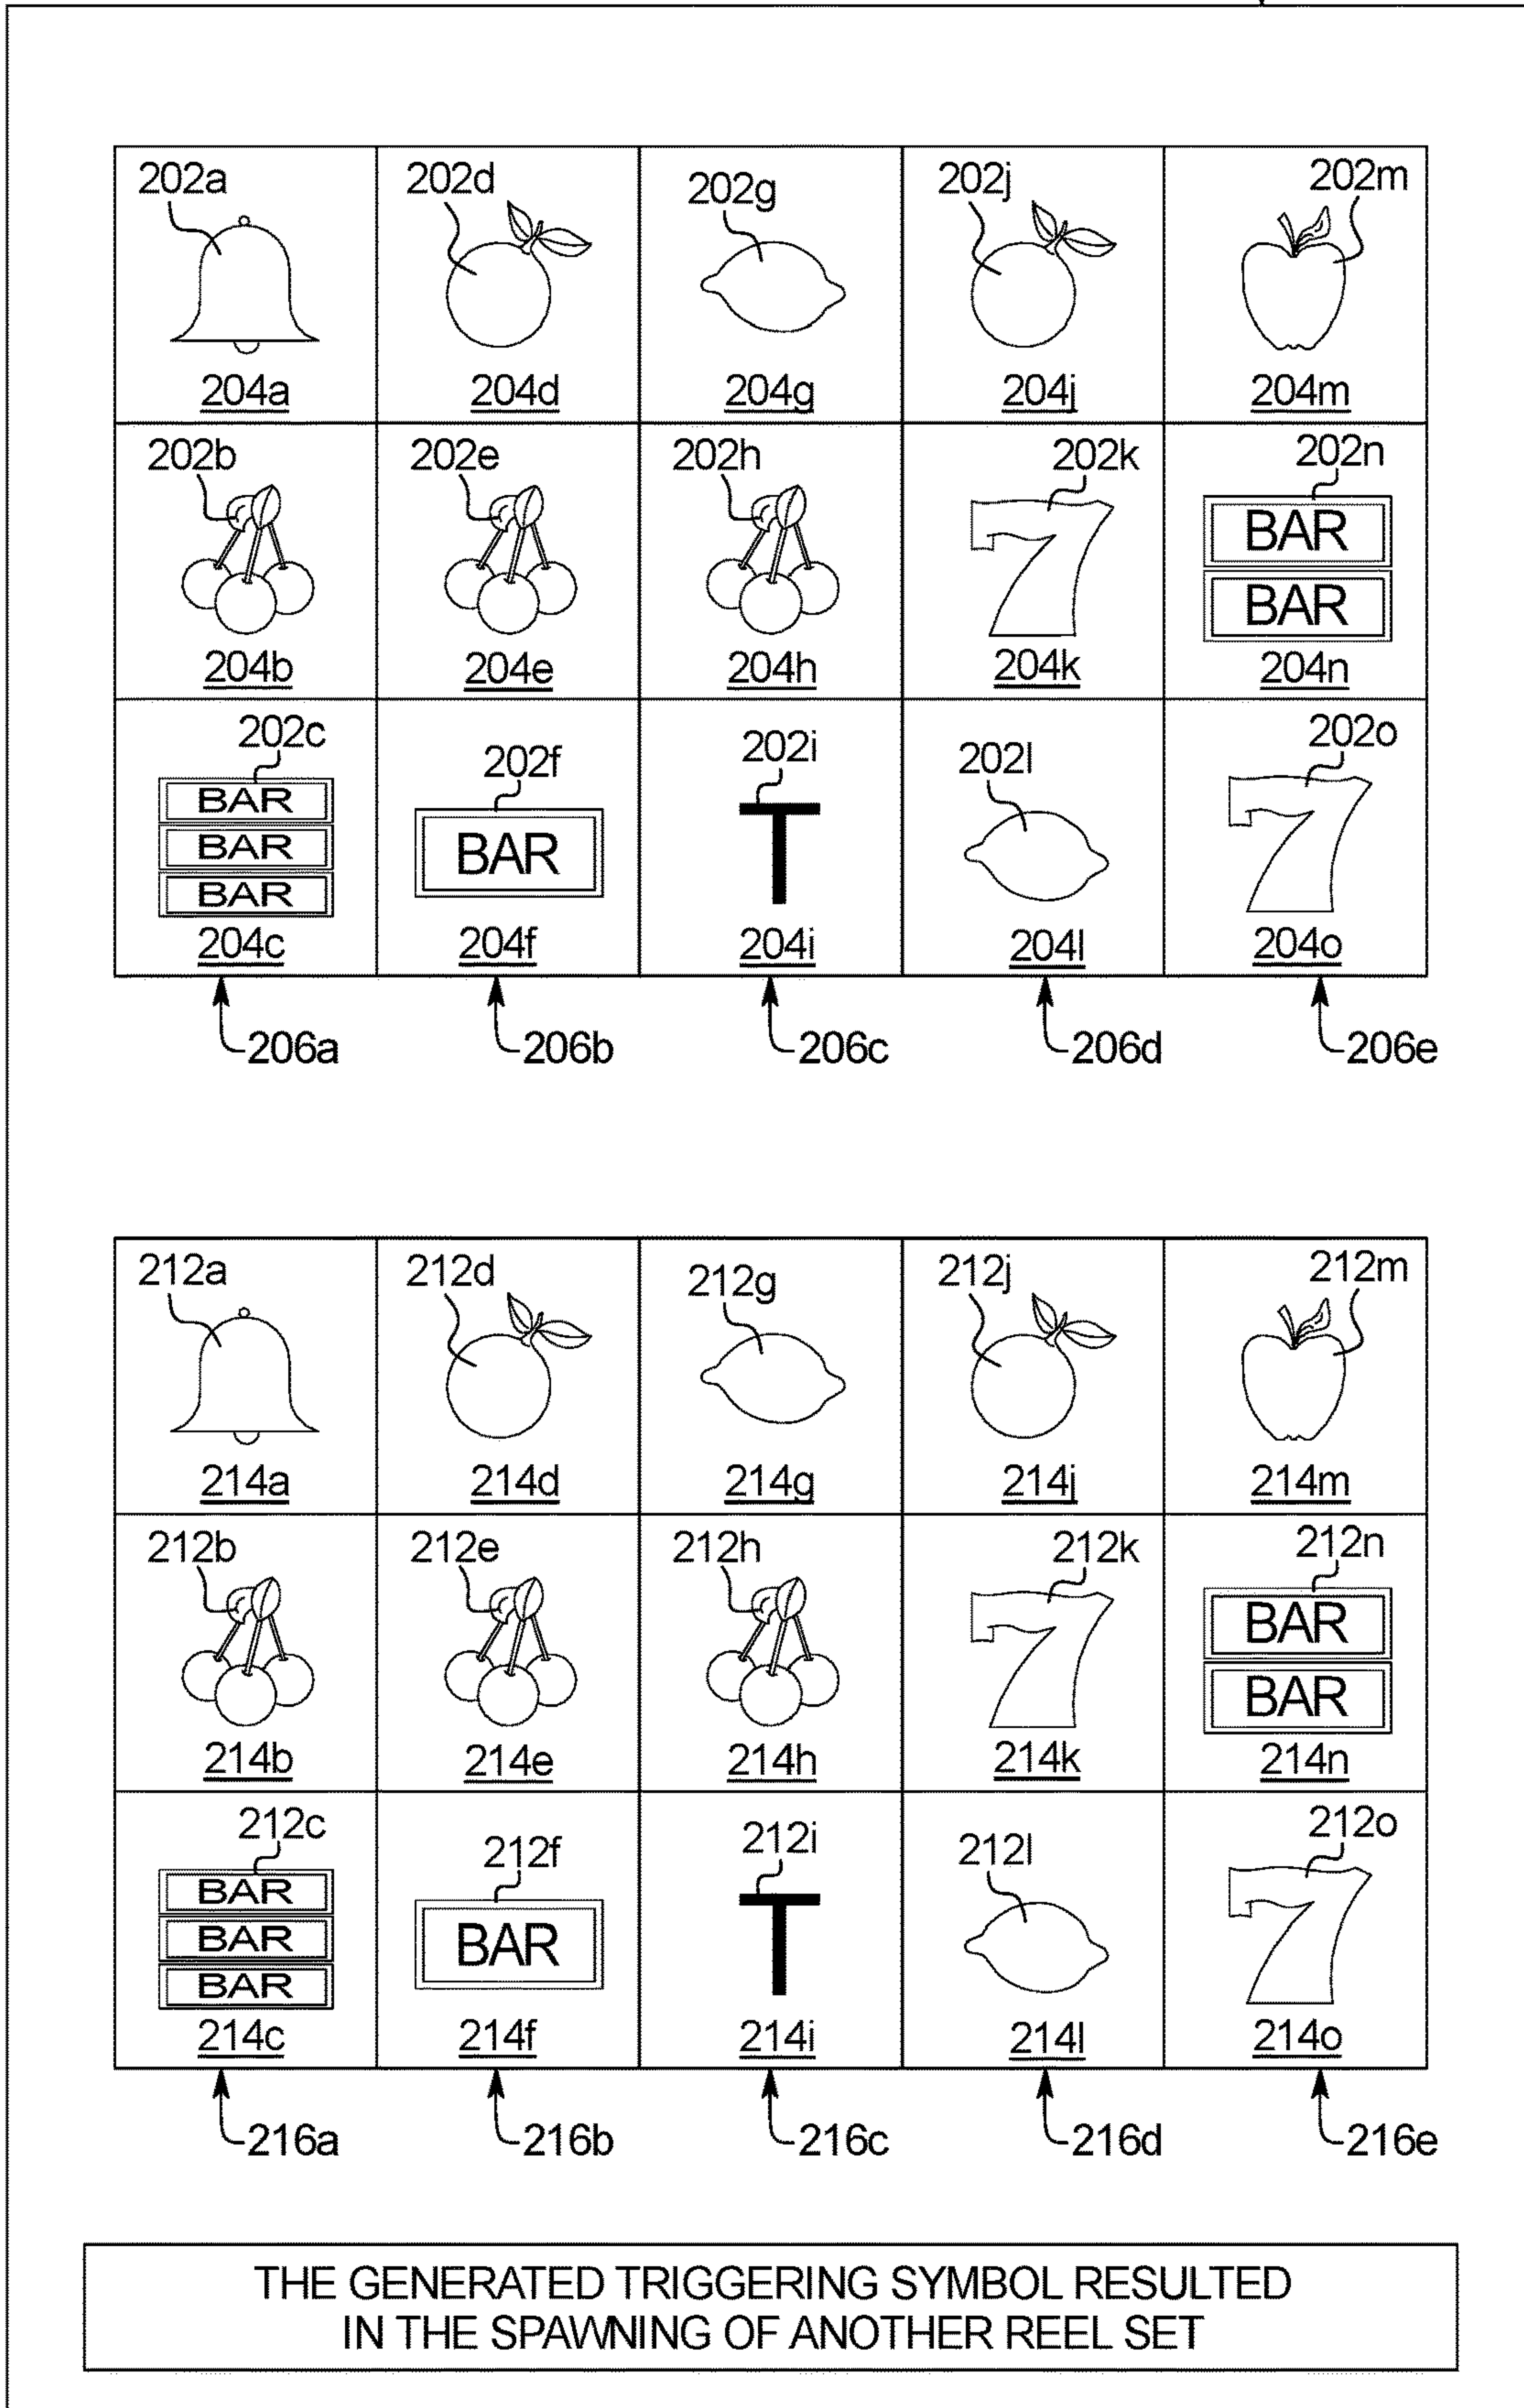 202a 202d 202g 202j 202m
204a 204d 204g 204j 204m
202b 202e 202h 202k 202n
7 BAR
BAR
204b 204e 204h 204k 204n
202c 202f 202i 202l 202o
BAR
BAR BAR T 7
BAR
204c 204f 204i 204l 204o
206a 206b 206c 206d 206e
212a 212d 212g 212j 212m
214a 214d 214g 214j 214m
212b 212e 212h 212k 212n
7 BAR
BAR
214b 214e 214h 214k 214n
212c 212f 212i 212l 212o
BAR
BAR BAR T 7
BAR
214c 214f 214i 214l 214o
216a 216b 216c 216d 216e
THE GENERATED TRIGGERING SYMBOL RESULTED
IN THE SPAWNING OF ANOTHER REEL SET